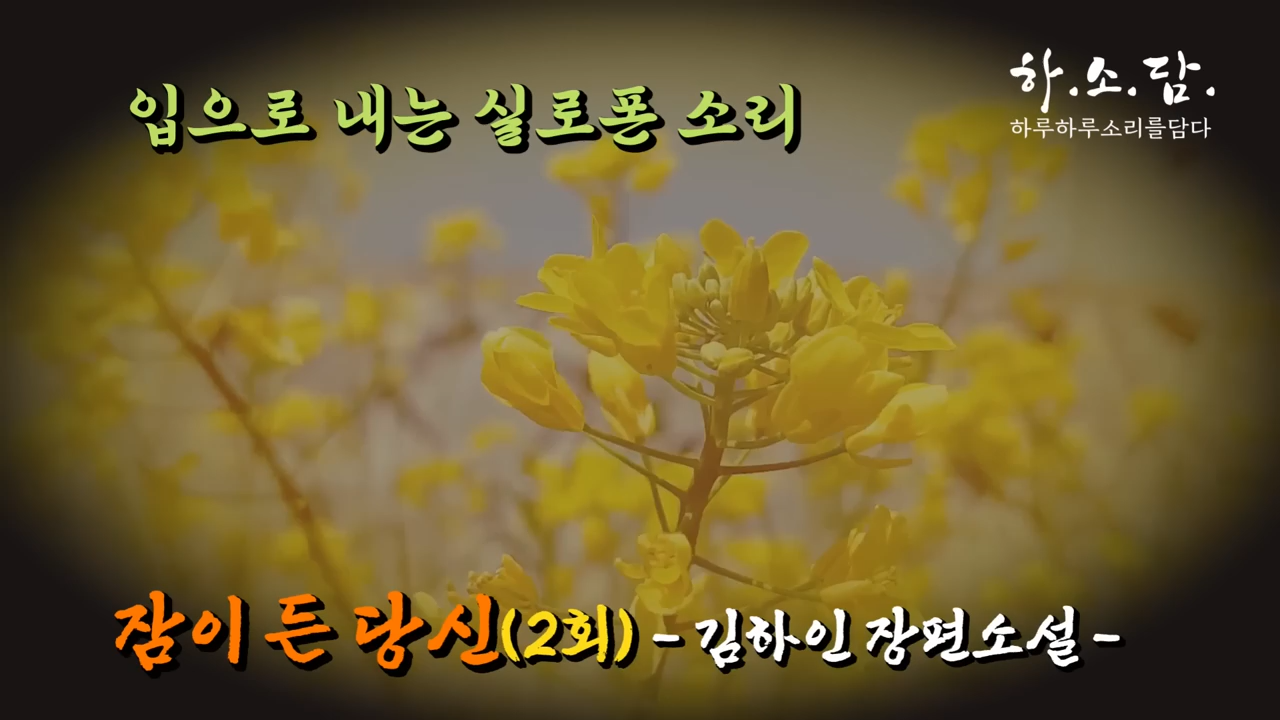 입으로 내는 실로폰 소리
하.소.담.
하루하루소리를담다
잠이 든 당신(2회) - 김하인 장편소설 -